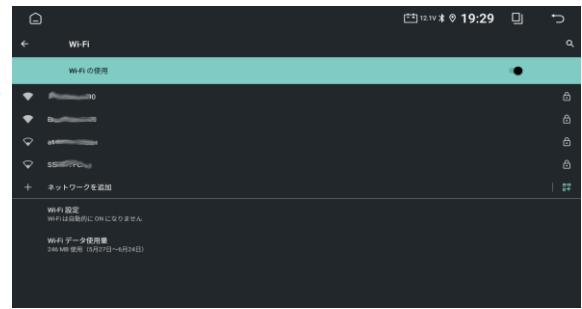 12.1V 19:29
Wi-Fi
Wi-Fi の使用
ネットワークを追加
Wi-Fi 設定
Wi-Fi は自動的に ON になりません
Wi-Fi データ使用量
246 MB 使用（5月27日～6月24日）